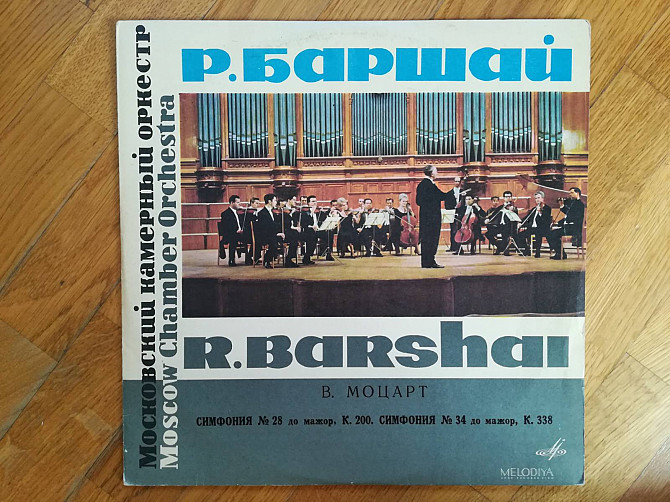 Московский камерный оркестр
Moscow Chamber Orchestra
Р.Баршай
R.Barshai
В. МОЦАРТ
СИМФОНИЯ № 28 до мажор, К. 200. СИМФОНИЯ № 34 до мажор, К. 338
MELODIYA